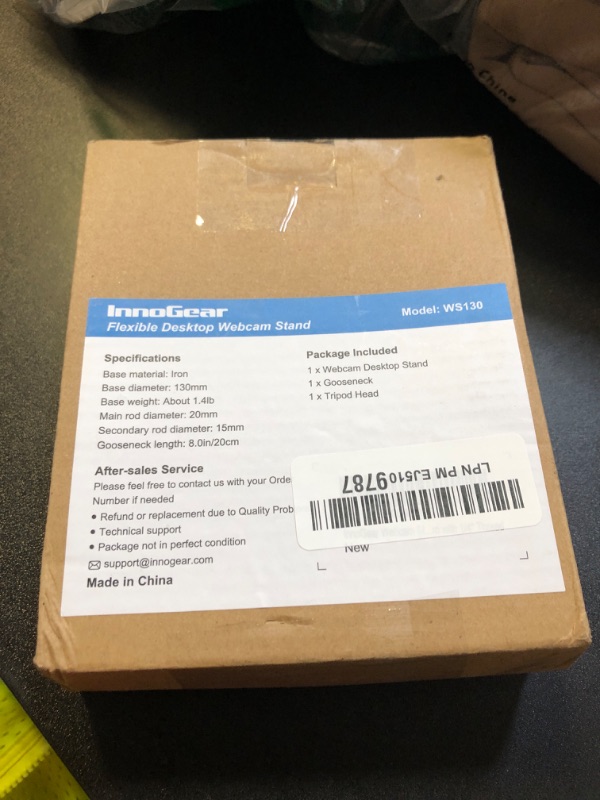 China
InnoGear
Flexible Desktop Webcam Stand
Model: WS130
Specifications
Base material: Iron
Base diameter: 130mm
Base weight: About 1.4lb
Main rod diameter: 20mm
Secondary rod diameter: 15mm
Gooseneck length: 8.0in/20cm
Package Included
1 x Webcam Desktop Stand
1 x Gooseneck
1 x Tripod Head
After-sales Service
Please feel free to contact us with your Orde
Number if needed
• Refund or replacement due to Quality Prob
• Technical support
• Package not in perfect condition
support@innogear.com
Made in China
LPN PM EJ5109787
New